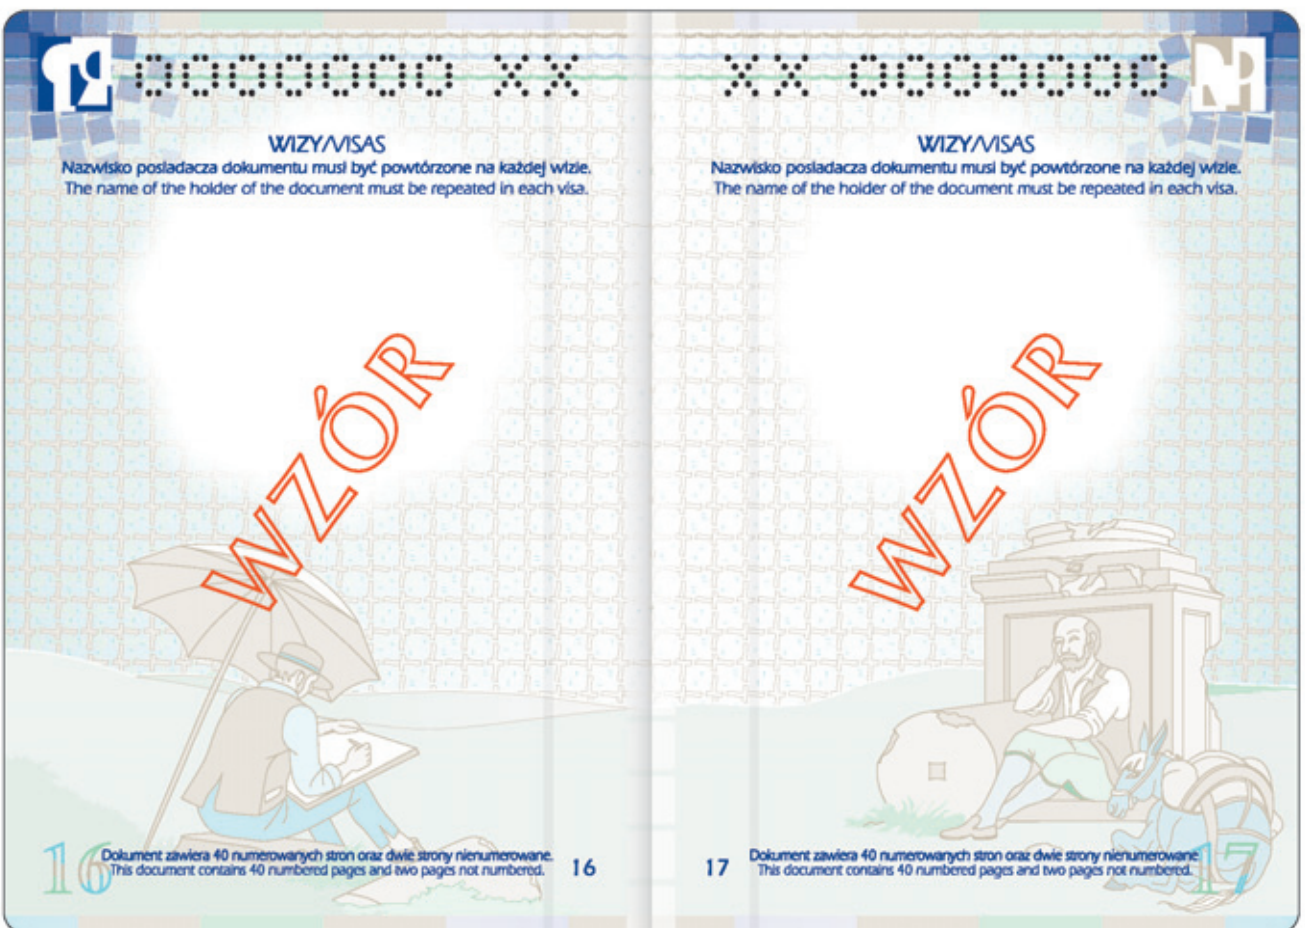 0000000 XX
WIZY/VISAS
Nazwisko posiadacza dokumentu musi być powtórzone na każdej wizie.
The name of the holder of the document must be repeated in each visa.
WZÓR
Dokument zawiera 40 numerowanych stron oraz dwie strony nienumerowane.
This document contains 40 numbered pages and two pages not numbered.
16
16
XX 0000000
WIZY/VISAS
Nazwisko posiadacza dokumentu musi być powtórzone na każdej wizie.
The name of the holder of the document must be repeated in each visa.
WZÓR
17
Dokument zawiera 40 numerowanych stron oraz dwie strony nienumerowane
This document contains 40 numbered pages and two pages not numbered.
17